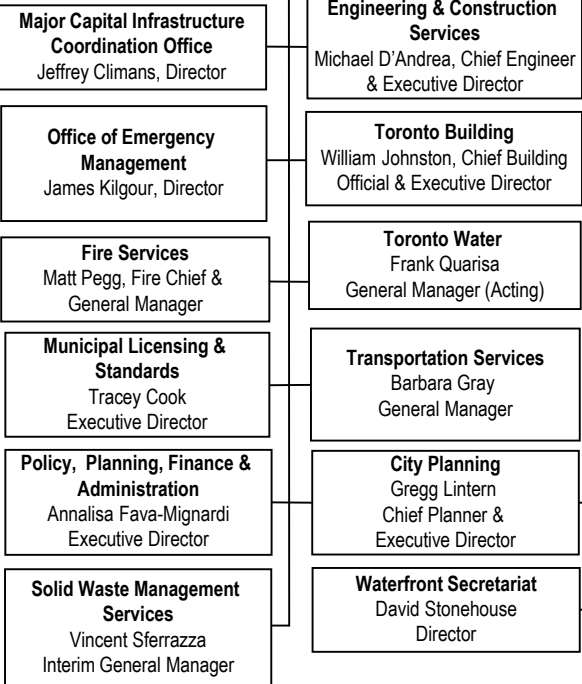 Major Capital Infrastructure
Coordination Office
Jeffrey Climans, Director
Engineering & Construction
Services
Michael D’Andrea, Chief Engineer
& Executive Director
Office of Emergency
Management
James Kilgour, Director
Toronto Building
William Johnston, Chief Building
Official & Executive Director
Fire Services
Matt Pegg, Fire Chief &
General Manager
Toronto Water
Frank Quarisa
General Manager (Acting)
Municipal Licensing &
Standards
Tracey Cook
Executive Director
Transportation Services
Barbara Gray
General Manager
Policy, Planning, Finance &
Administration
Annalisa Fava-Mignardi
Executive Director
City Planning
Gregg Lintern
Chief Planner &
Executive Director
Solid Waste Management
Services
Vincent Sferrazza
Interim General Manager
Waterfront Secretariat
David Stonehouse
Director